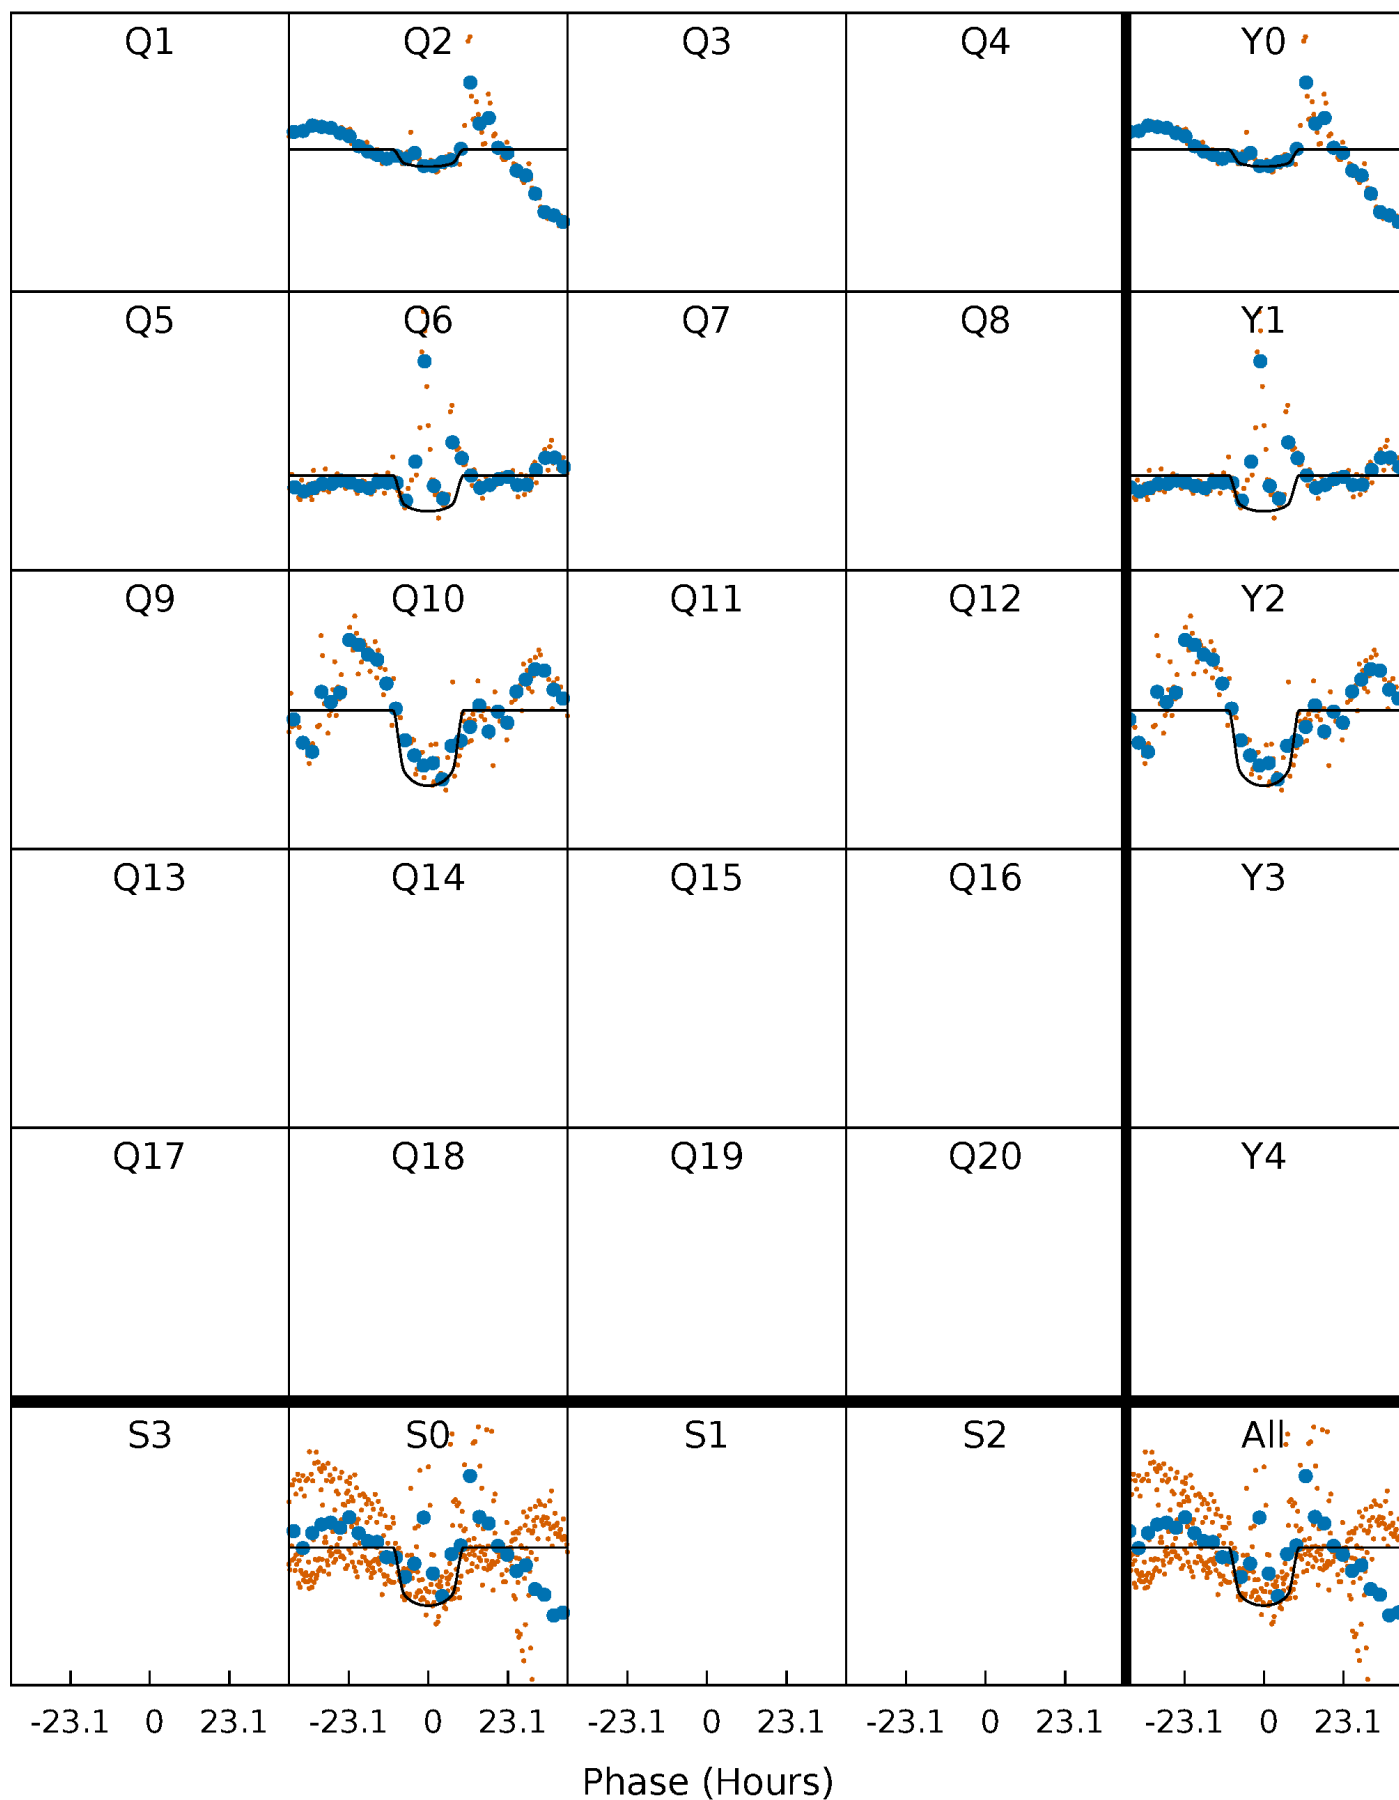 Q1 Q2 Q3 Q4 Y0
Q5 Q6 Q7 Q8 Y1
Q9 Q10 Q11 Q12 Y2
Q13 Q14 Q15 Q16 Y3
Q17 Q18 Q19 Q20 Y4
S3 S0 S1 S2 All
-23.1 0 23.1 -23.1 0 23.1 -23.1 0 23.1 -23.1 0 23.1 -23.1 0 23.1
Phase (Hours)